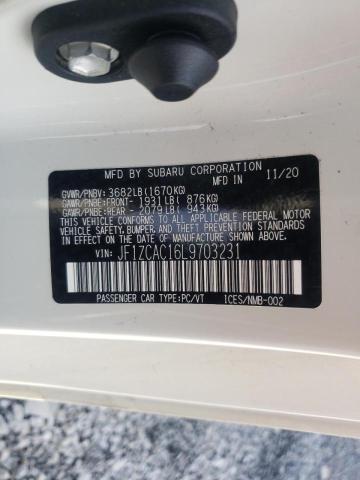 MFD BY SUBARU CORPORATION
MFD IN 11/20
GVWR/PNBV: 3682LB(1670KG)
GAWR/PNBE:FRONT- 1931LB( 876KG)
GAWR/PNBE:REAR - 2079LB( 943KG)
THIS VEHICLE CONFORMS TO ALL APPLICABLE
FEDERAL MOTOR VEHICLE SAFETY, BUMPER, AND
THEFT PREVENTION STANDARDS IN EFFECT ON THE
DATE OF MANUFACTURE SHOWN ABOVE.
VIN: JF1ZCAC16L9703231
PASSENGER CAR TYPE:PC/VT ICES/NMB-002